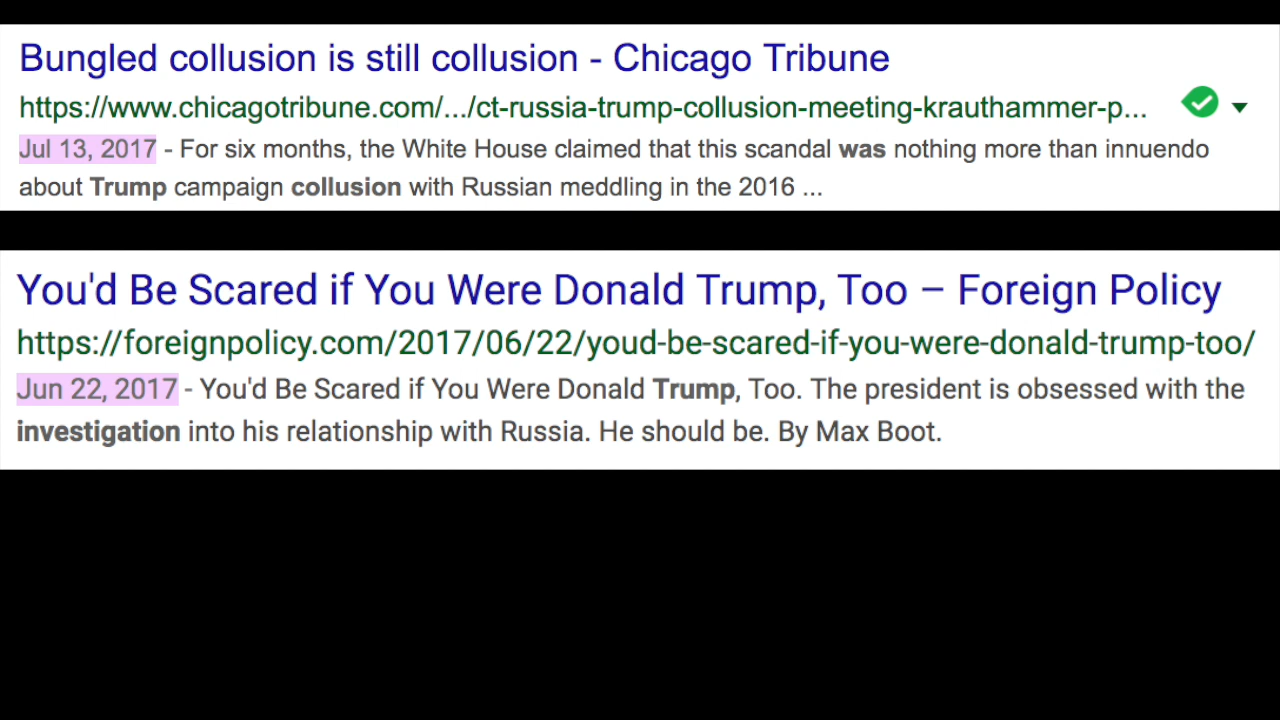 Bungled collusion is still collusion - Chicago Tribune
https://www.chicagotribune.com/.../ct-russia-trump-collusion-meeting-krauthammer-p...
Jul 13, 2017 - For six months, the White House claimed that this scandal was nothing more than innuendo
about Trump campaign collusion with Russian meddling in the 2016 ...
You'd Be Scared if You Were Donald Trump, Too – Foreign Policy
https://foreignpolicy.com/2017/06/22/youd-be-scared-if-you-were-donald-trump-too/
Jun 22, 2017 - You'd Be Scared if You Were Donald Trump, Too. The president is obsessed with the
investigation into his relationship with Russia. He should be. By Max Boot.